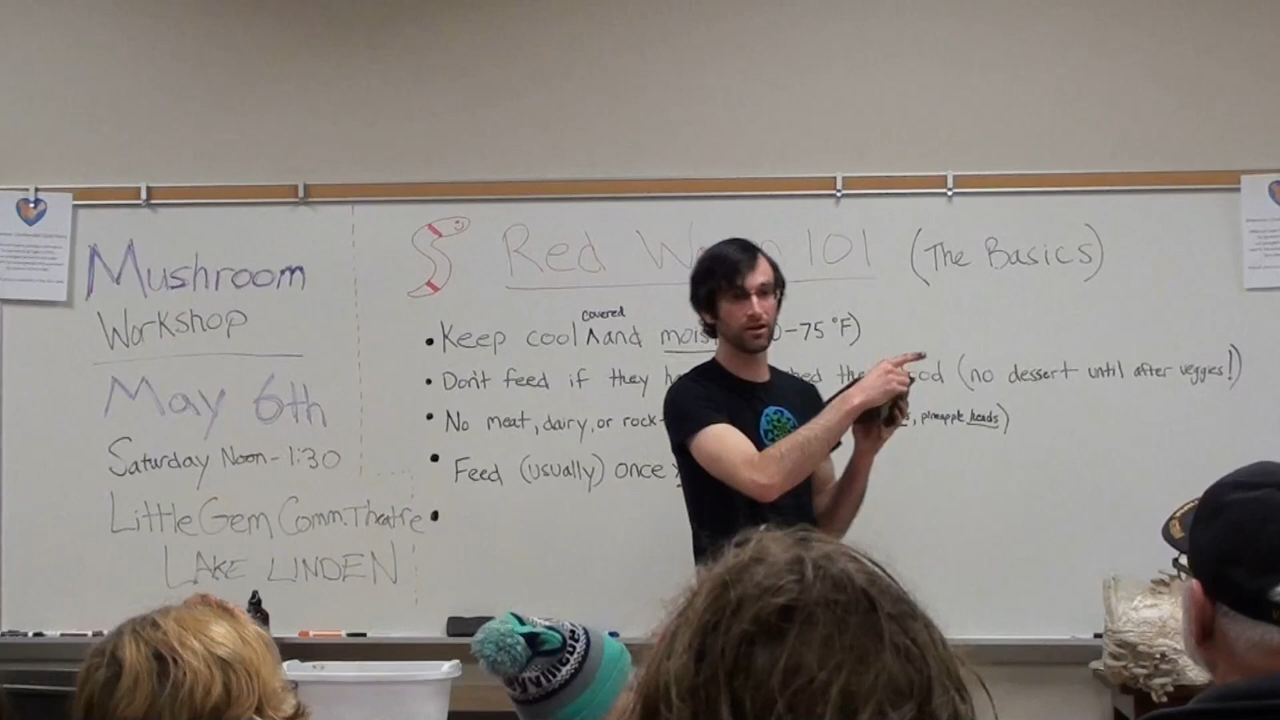 Mushroom
Workshop
May 6th
Saturday Noon-1:30
Little Gem Comm. Theatre
LAKE LINDEN
Red 101 (The Basics)
covered
• Keep cool ∧ and 0-75 °F)
• Don't feed if they (no dessert until after veggies!)
• No meat, dairy, or rock- , pineapple heads)
• Feed (usually) once
•